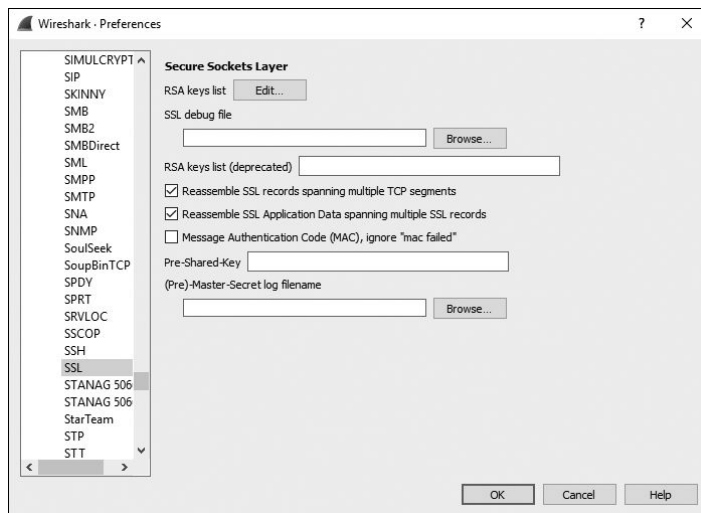 Wireshark · Preferences
?
SIMULCRYPT
SIP
SKINNY
SMB
SMB2
SMBDirect
SML
SMPP
SMTP
SNA
SNMP
SoulSeek
SoupBinTCP
SPDY
SPRT
SRVLOC
SSCOP
SSH
SSL
STANAG 506
STANAG 506
StarTeam
STP
STT
Secure Sockets Layer
RSA keys list Edit...
SSL debug file
Browse...
RSA keys list (deprecated)
Reassemble SSL records spanning multiple TCP segments
Reassemble SSL Application Data spanning multiple SSL records
Message Authentication Code (MAC), ignore "mac failed"
Pre-Shared-Key
(Pre)-Master-Secret log filename
Browse...
OK Cancel Help